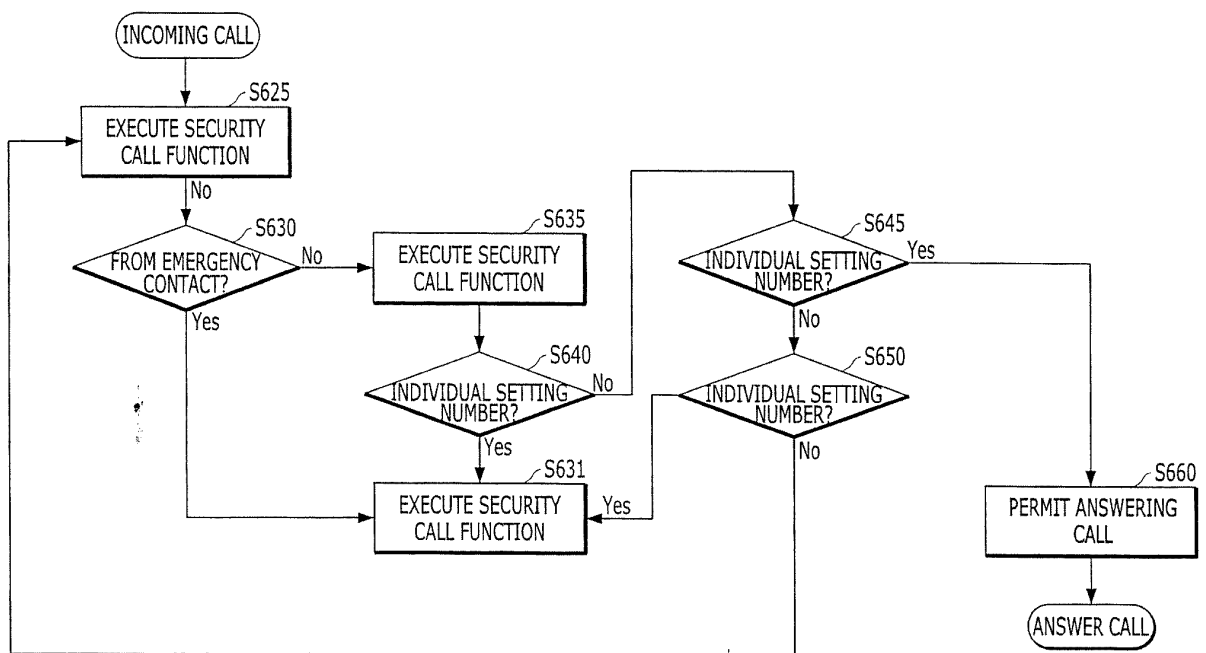 INCOMING CALL
S625
EXECUTE SECURITY
CALL FUNCTION
No
S630
FROM EMERGENCY
CONTACT?
No
Yes
S635
EXECUTE SECURITY
CALL FUNCTION
S640
INDIVIDUAL SETTING
NUMBER?
No
Yes
S631
EXECUTE SECURITY
CALL FUNCTION
S645
INDIVIDUAL SETTING
NUMBER?
Yes
No
S650
INDIVIDUAL SETTING
NUMBER?
Yes
No
S660
PERMIT ANSWERING
CALL
ANSWER CALL